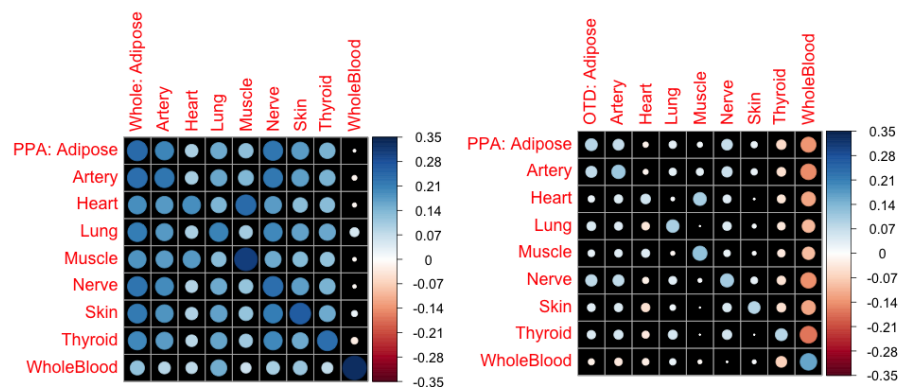 Whole: Adipose
Artery
Heart
Lung
Muscle
Nerve
Skin
Thyroid
WholeBlood
PPA: Adipose
Artery
Heart
Lung
Muscle
Nerve
Skin
Thyroid
WholeBlood
0.35
0.28
0.21
0.14
0.07
0
-0.07
-0.14
-0.21
-0.28
-0.35
OTD: Adipose
Artery
Heart
Lung
Muscle
Nerve
Skin
Thyroid
WholeBlood
PPA: Adipose
Artery
Heart
Lung
Muscle
Nerve
Skin
Thyroid
WholeBlood
0.35
0.28
0.21
0.14
0.07
0
-0.07
-0.14
-0.21
-0.28
-0.35